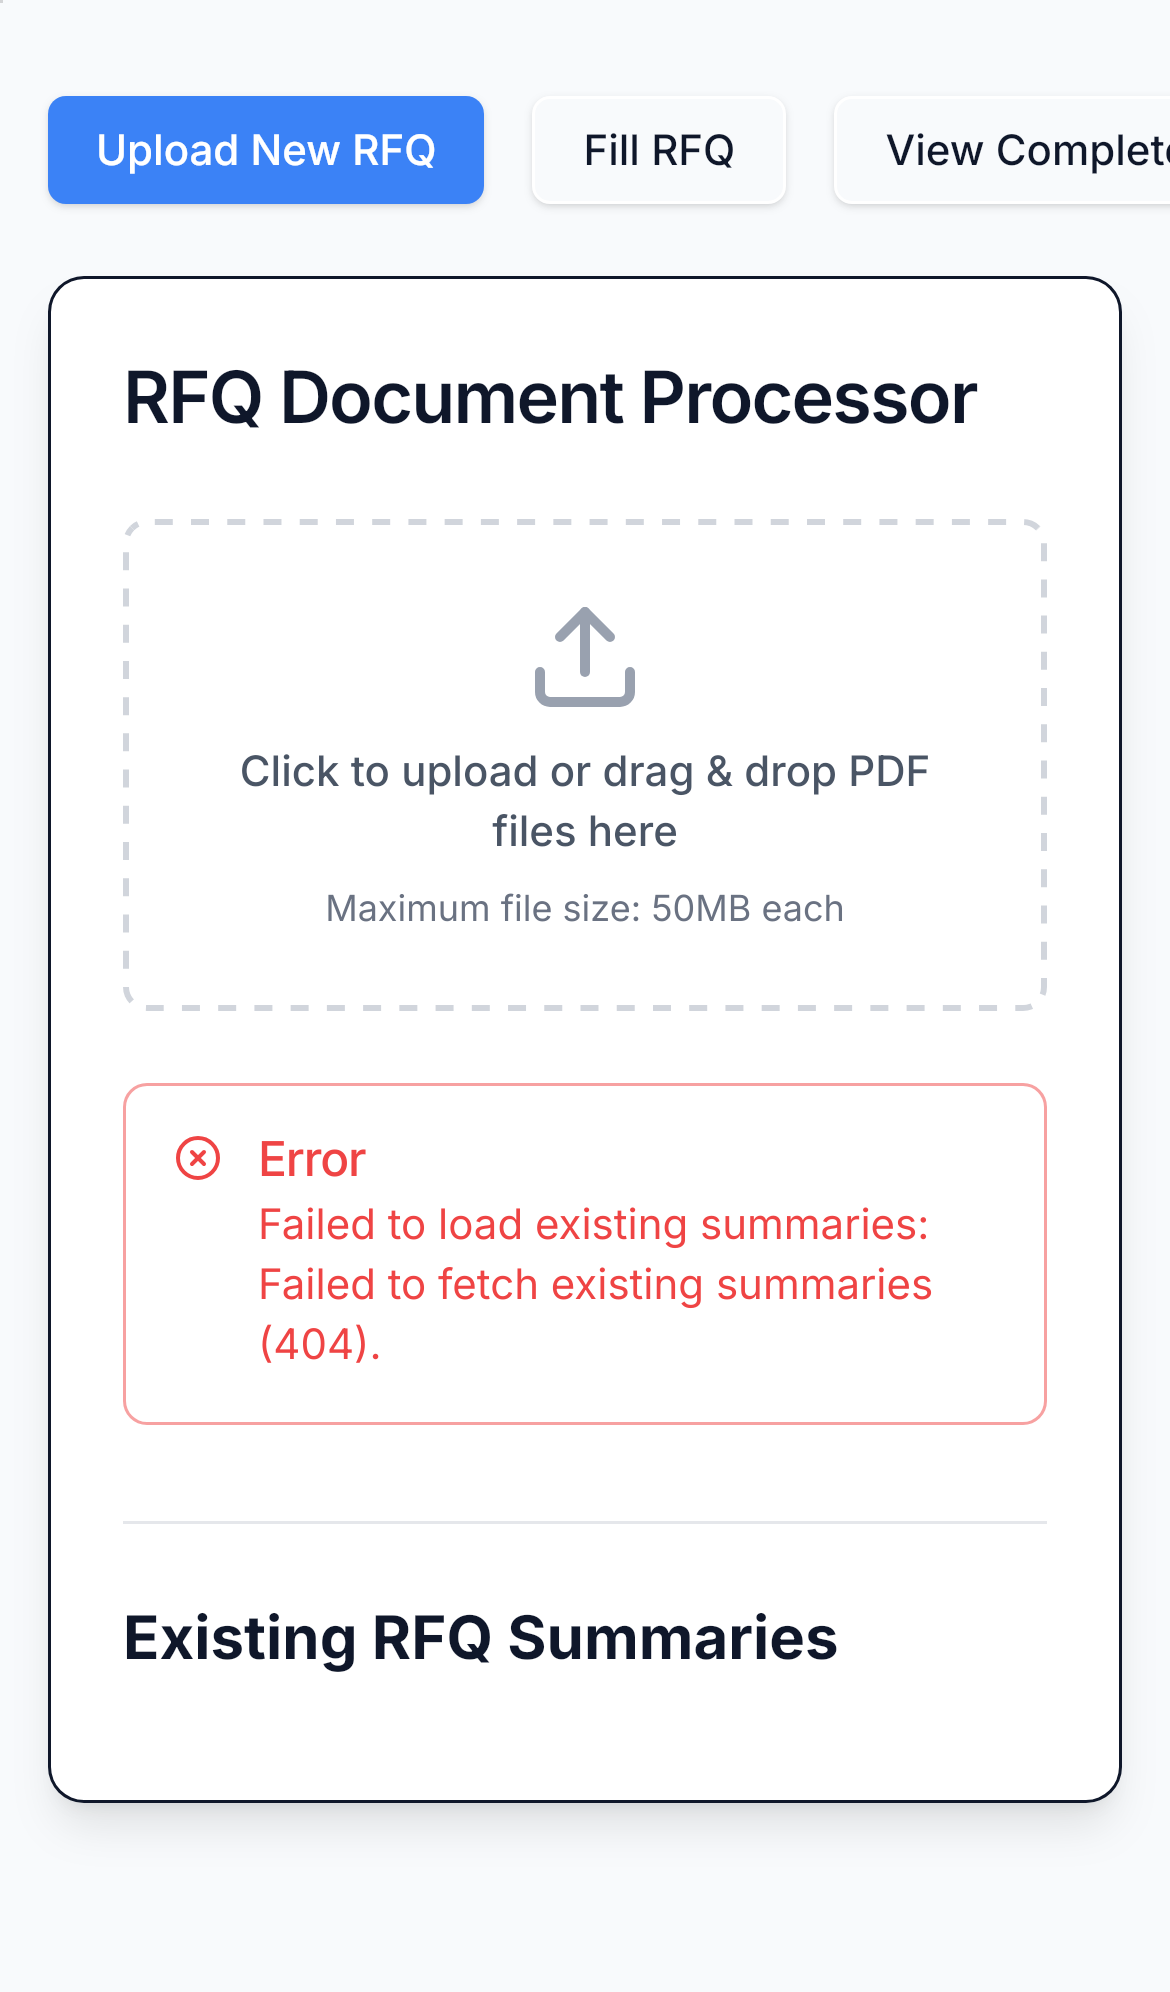 Upload New RFQ
Fill RFQ
View Complete
RFQ Document Processor
Click to upload or drag & drop PDF
files here
Maximum file size: 50MB each
Error
Failed to load existing summaries:
Failed to fetch existing summaries
(404).
Existing RFQ Summaries